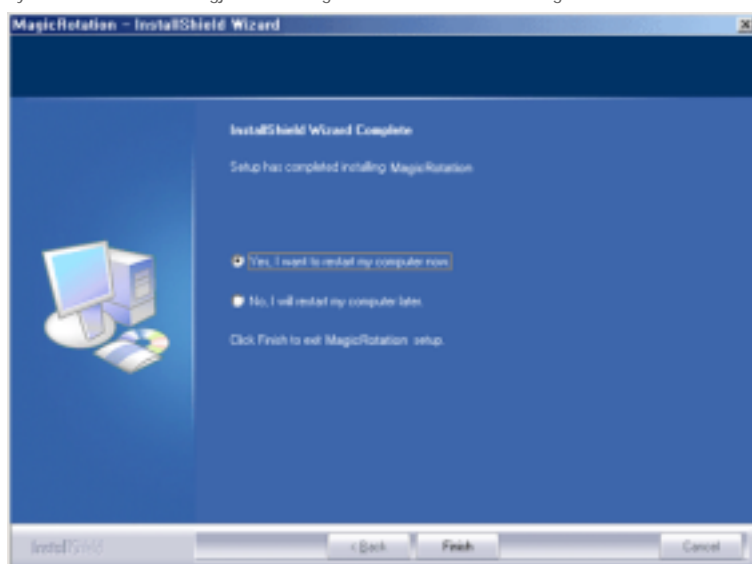 MagicRotation - InstallShield Wizard
InstallShield Wizard Complete
Setup has completed installing MagicRotation
Yes, I want to restart my computer now.
No, I will restart my computer later.
Click Finish to exit MagicRotation setup.
InstallShield
< Back
Finish
Cancel